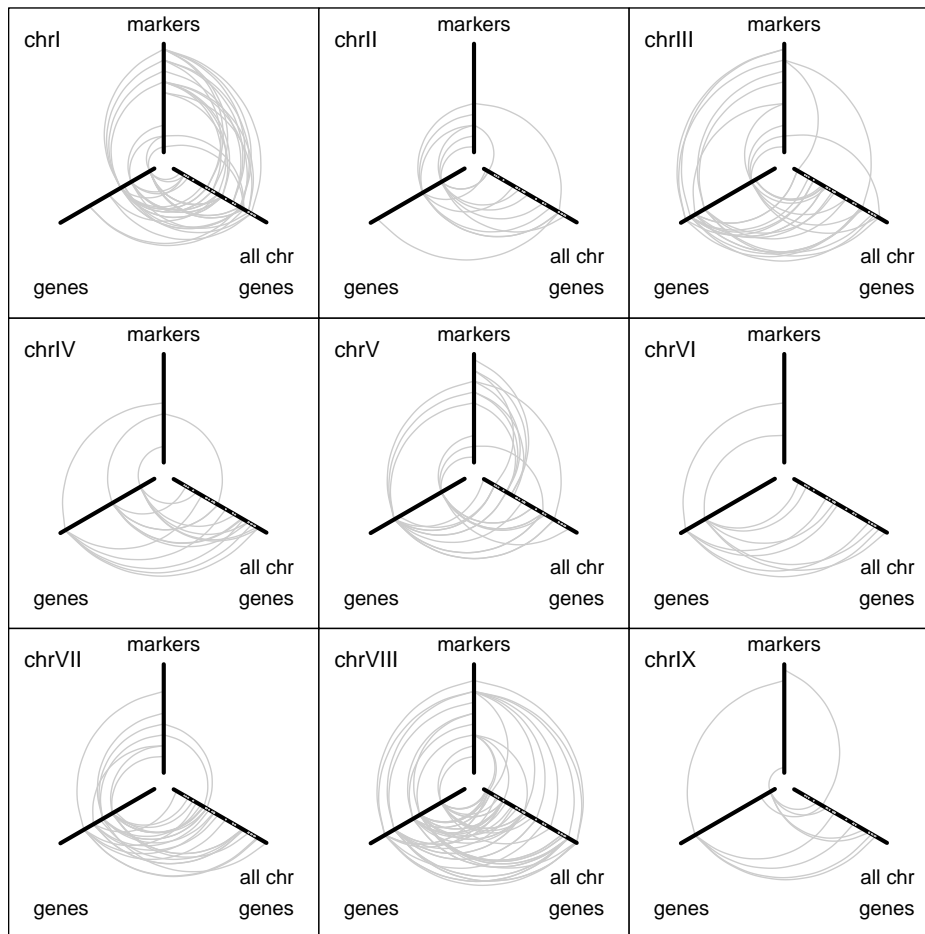 markers
chrI
all chr
genes
genes
markers
chrII
all chr
genes
genes
markers
chrIII
all chr
genes
genes
markers
chrIV
all chr
genes
genes
markers
chrV
all chr
genes
genes
markers
chrVI
all chr
genes
genes
markers
chrVII
all chr
genes
genes
markers
chrVIII
all chr
genes
genes
markers
chrIX
all chr
genes
genes